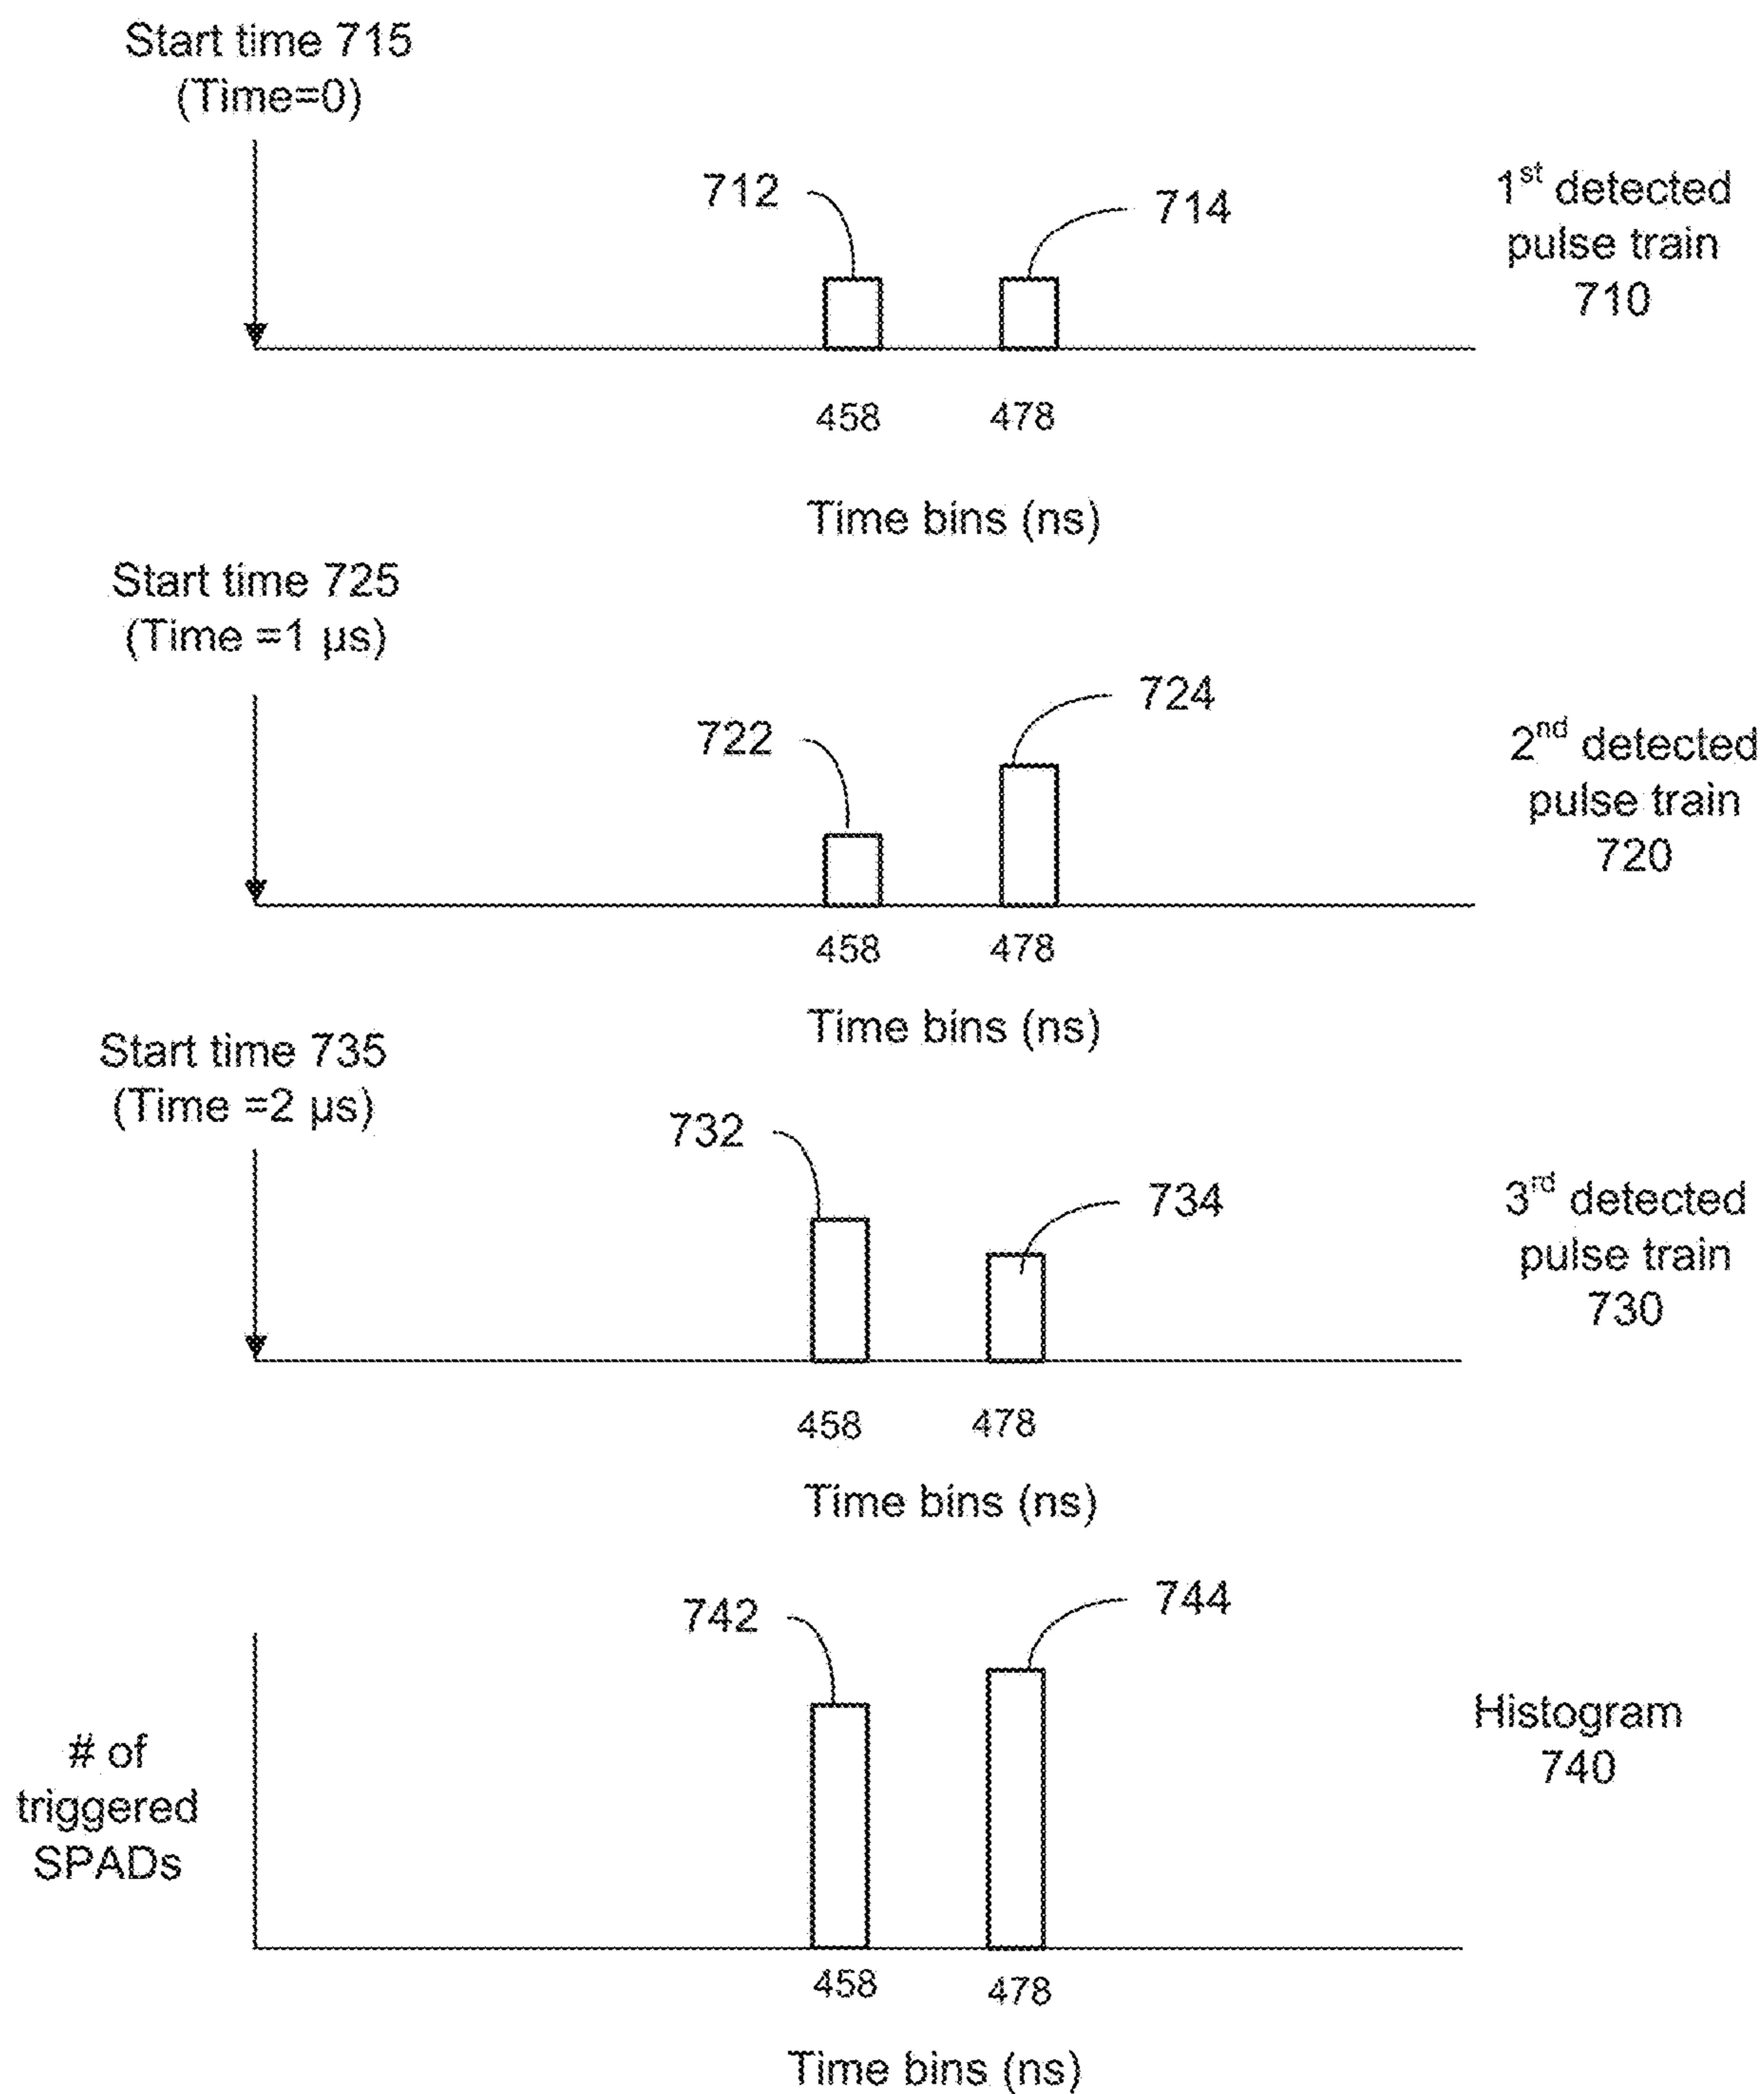 Start time 715
(Time=0)
712
714
1st detected
pulse train
710
458
478
Time bins (ns)
Start time 725
(Time =1 µs)
722
724
2nd detected
pulse train
720
458
478
Time bins (ns)
Start time 735
(Time =2 µs)
732
734
3rd detected
pulse train
730
458
478
Time bins (ns)
742
744
# of
triggered
SPADs
Histogram
740
458
478
Time bins (ns)